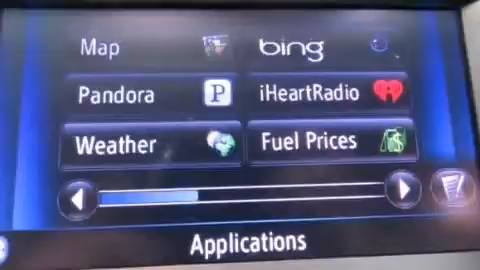 Map bing
Pandora P iHeartRadio
Weather Fuel Prices $
Applications